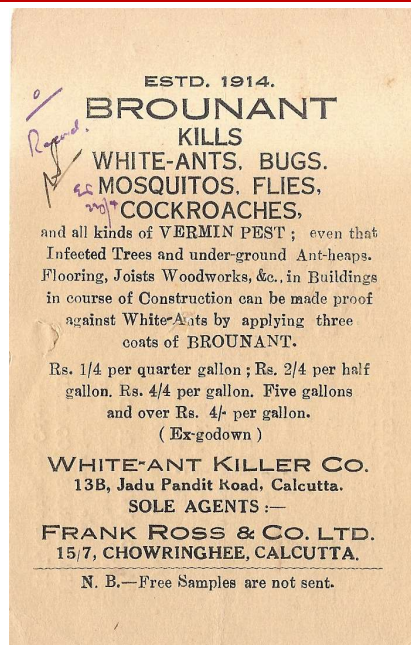 ESTD. 1914.
BROUNANT
KILLS
WHITE-ANTS, BUGS.
MOSQUITOS, FLIES,
COCKROACHES,
and all kinds of VERMIN PEST ; even that
Infeeted Trees and under-ground Ant-heaps.
Flooring, Joists Woodworks, &c., in Buildings
in course of Construction can be made proof
against White-Ants by applying three
coats of BROUNANT.
Rs. 1/4 per quarter gallon ; Rs. 2/4 per half
gallon. Rs. 4/4 per gallon. Five gallons
and over Rs. 4/- per gallon.
( Ex-godown )
WHITE-ANT KILLER CO.
13B, Jadu Pandit Road, Calcutta.
SOLE AGENTS :—
FRANK ROSS & CO. LTD.
15/7, CHOWRINGHEE, CALCUTTA.
N. B.—Free Samples are not sent.